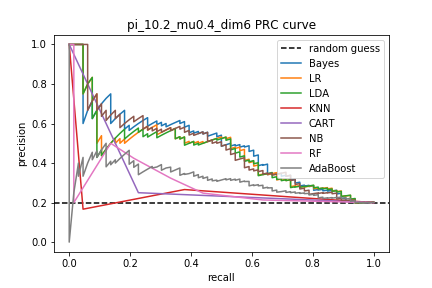 pi_10.2_mu0.4_dim6 PRC curve
1.0
0.8
0.6
0.4
0.2
0.0
precision
random guess
Bayes
LR
LDA
KNN
CART
NB
RF
AdaBoost
0.0 0.2 0.4 0.6 0.8 1.0
recall